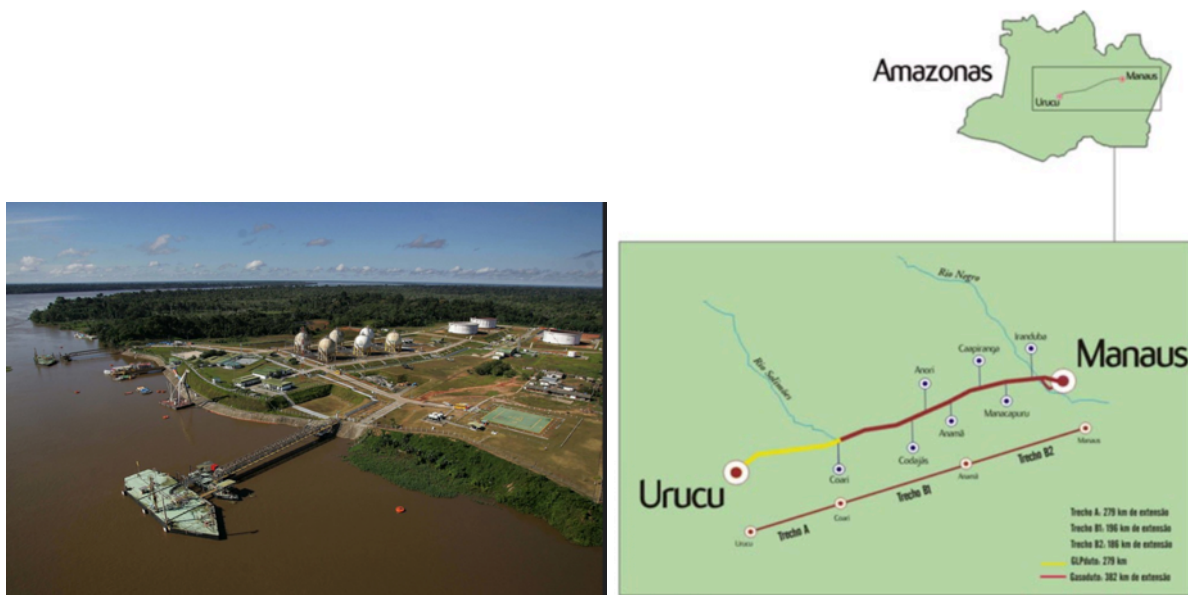 Amazonas
Manaus
Urucu
Rio Negro
Rio Solimões
Iranduba
Caapiranga
Manaus
Anori
Manacapuru
Anamã
Codajás
Coari
Urucu
Manaus
Trecho B2
Anamã
Trecho B1
Coari
Trecho A
Urucu
Trecho A: 279 km de extensão
Trecho B1: 196 km de extensão
Trecho B2: 186 km de extensão
GLPduto: 279 km
Gasoduto: 382 km de extensão